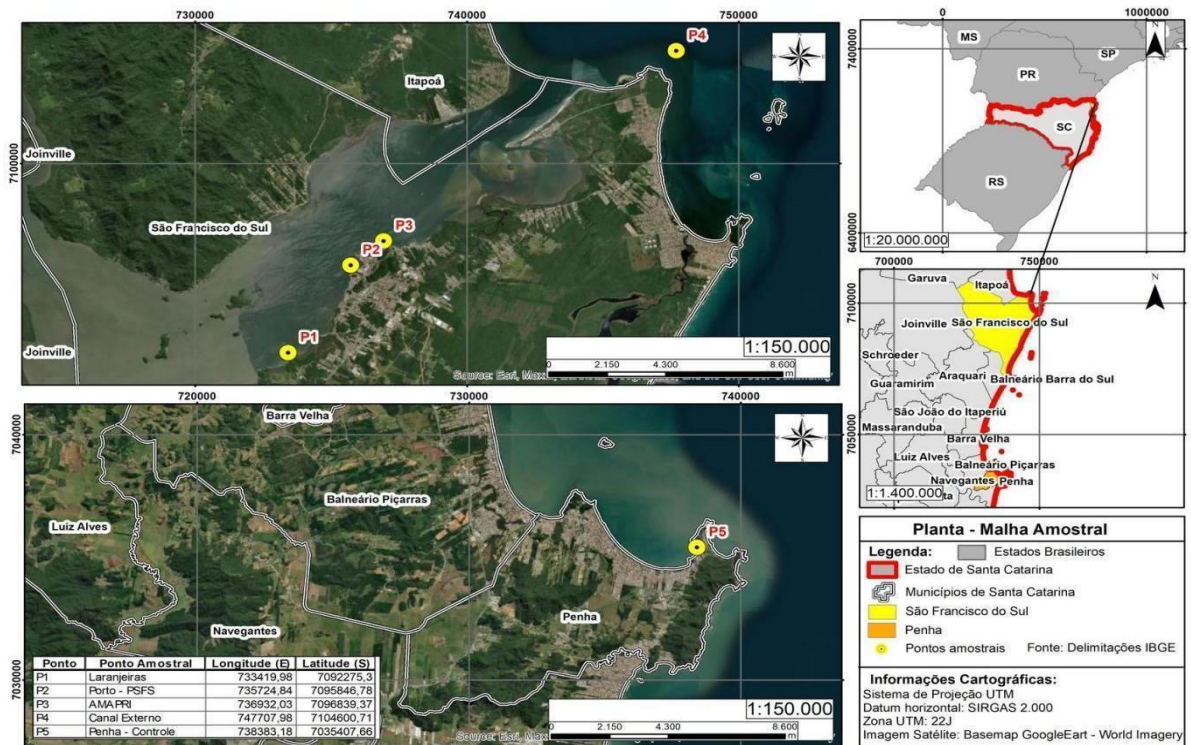 730000 740000 750000
P4
Itapoá
Joinville
7100000
São Francisco do Sul
P3
P2
P1
Joinville
1:150.000
0 2.150 4.300 8.600
m
Source: Esri, Max
720000 730000 740000
Barra Velha
7040000
Balneário Piçarras
Luiz Alves
P5
Penha
Navegantes
7030000
1:150.000
0 2.150 4.300 8.600
m
Ponto Ponto Amostral Longitude (E) Latitude (S)
P1 Laranjeiras 733419,98 7092275,3
P2 Porto - PSFS 735724,84 7095846,78
P3 AMAPRI 736932,03 7096839,37
P4 Canal Externo 747707,98 7104600,71
P5 Penha - Controle 738383,18 7035407,66
0 1000000
N
MS
SP
7400000
PR
SC
RS
6400000
1:20.000.000
700000 750000
N
Garuva
Itapoá
7100000
Joinville São Francisco do Sul
Schroeder
Araquari
Balneário Barra do Sul
Guaramirim
São João do Itaperiú
Massaranduba
Barra Velha
7050000
Luiz Alves
Balneário Piçarras
Navegantes Penha
1:1.400.000
ta
Planta - Malha Amostral
Legenda: Estados Brasileiros
Estado de Santa Catarina
Municípios de Santa Catarina
São Francisco do Sul
Penha
Pontos amostrais Fonte: Delimitações IBGE
Informações Cartográficas:
Sistema de Projeção UTM
Datum horizontal: SIRGAS 2.000
Zona UTM: 22J
Imagem Satélite: Basemap GoogleEart - World Imagery